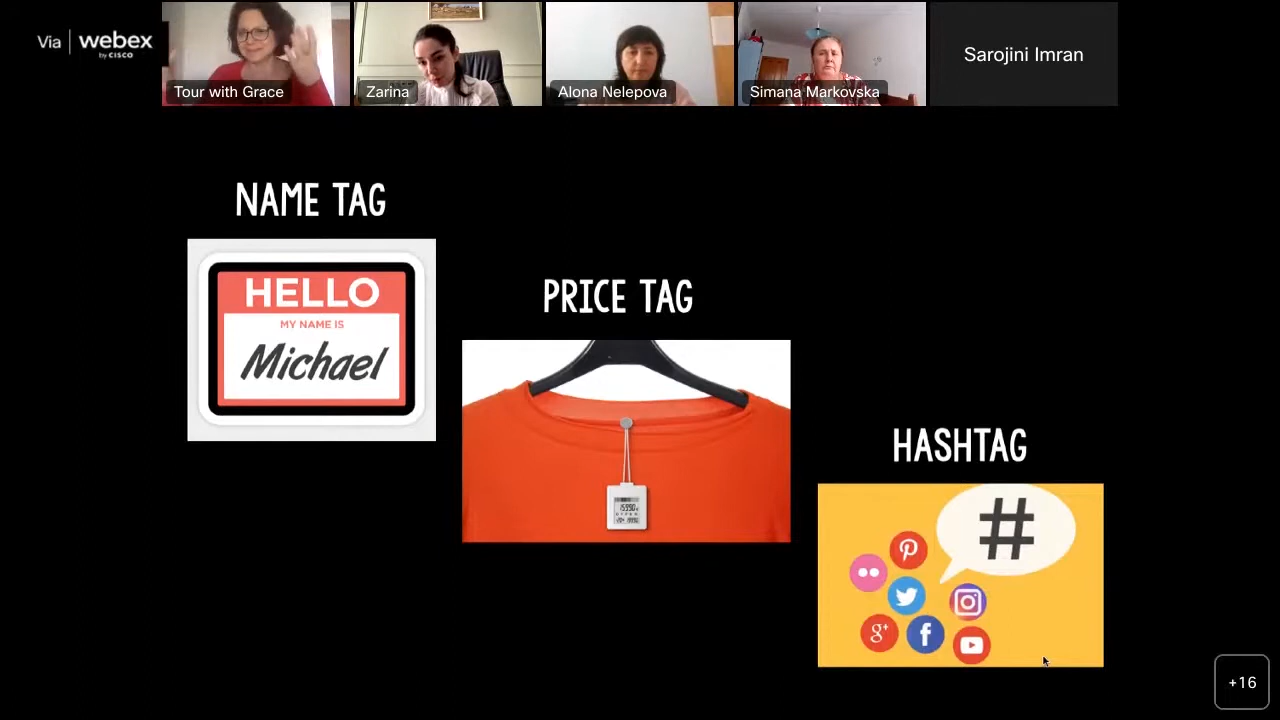 Via webex
by CISCO
Tour with Grace
Zarina
Alona Nelepova
Simana Markovska
Sarojini Imran
NAME TAG
HELLO
MY NAME IS
Michael
PRICE TAG
HASHTAG
#
g+
f
+16